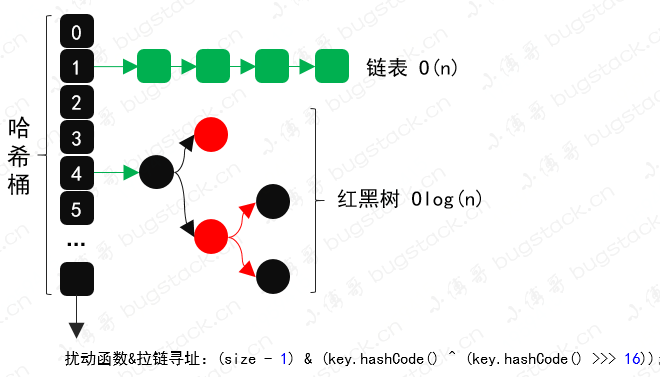 0
1
2
3
4
5
...
哈希桶
链表 O(n)
红黑树 Olog(n)
扰动函数&拉链寻址：(size - 1) & (key.hashCode() ^ (key.hashCode() >>> 16));
小傅哥 bugstack.cn